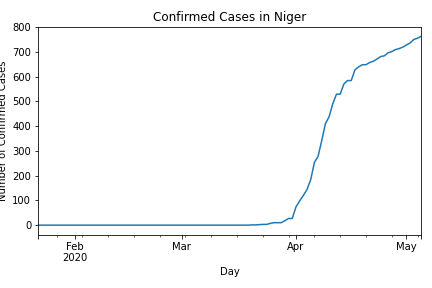 Confirmed Cases in Niger
Number of Confirmed Cases
800
700
600
500
400
300
200
100
0
Feb
2020
Mar
Apr
May
Day